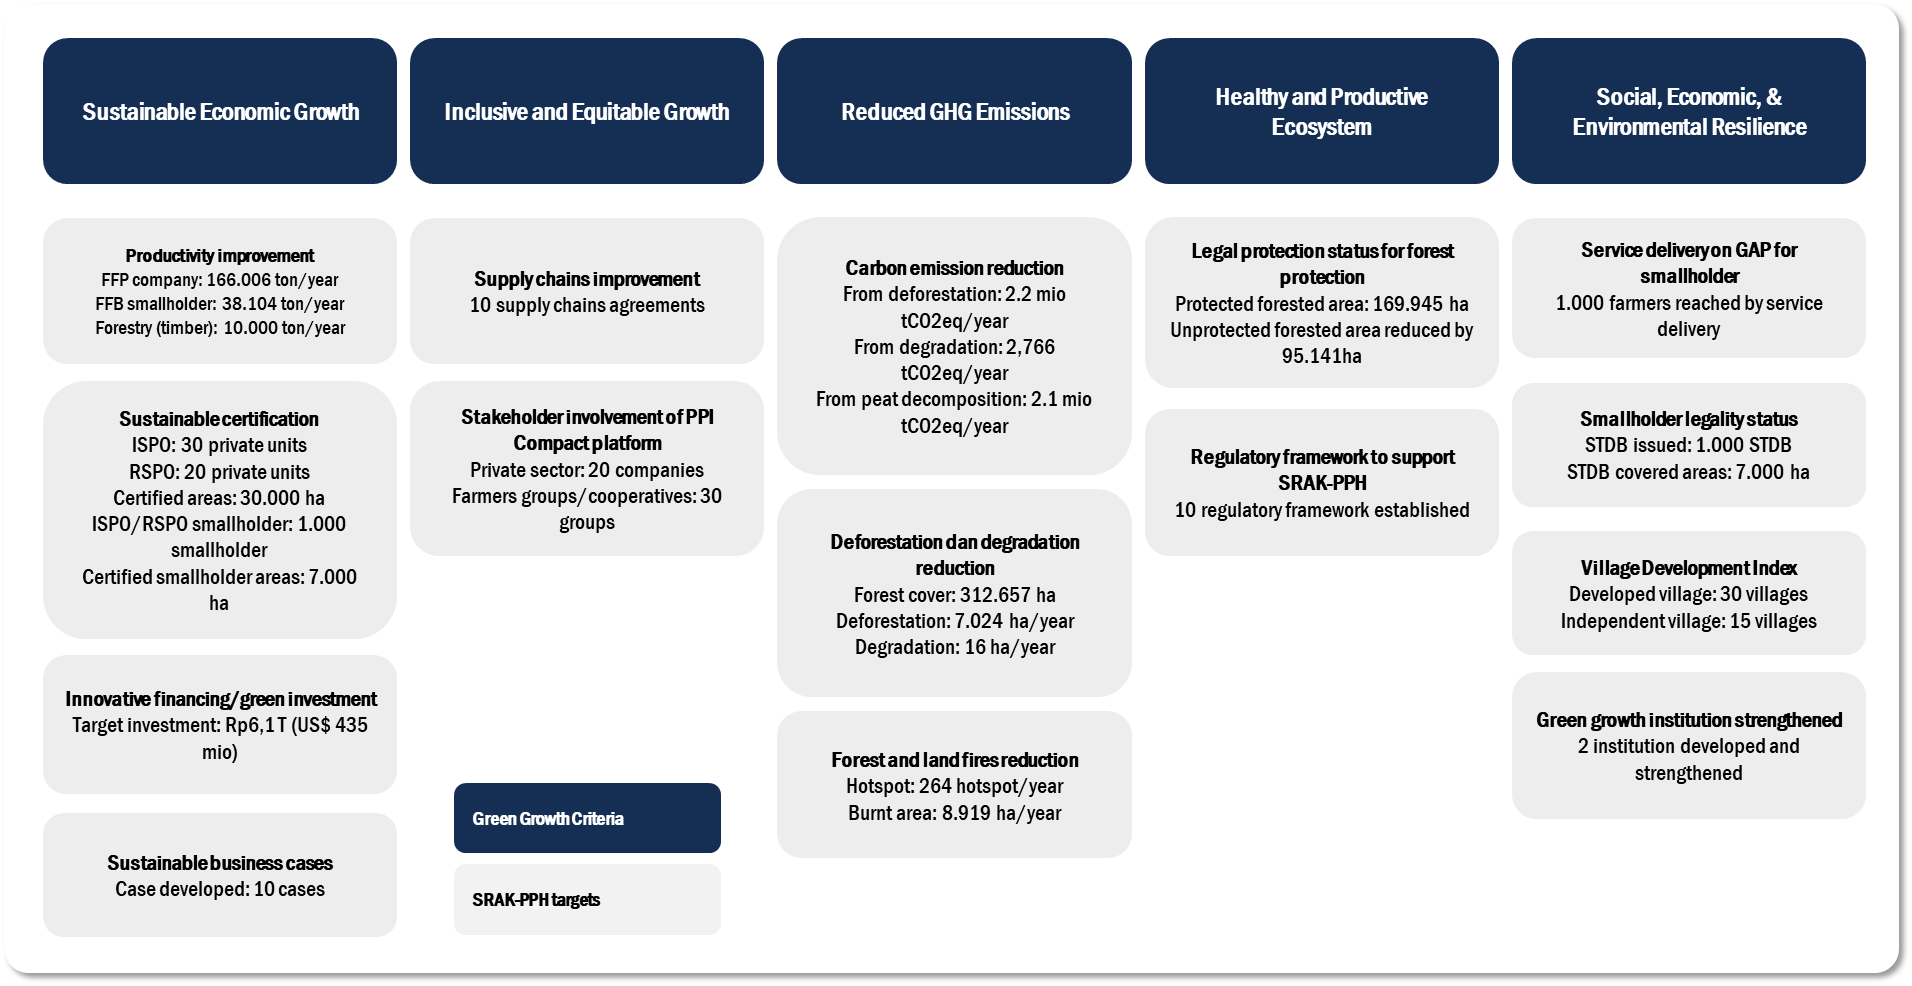 Sustainable Economic Growth
Productivity improvement
FFP company: 166.006 ton/year
FFB smallholder: 38.104 ton/year
Forestry (timber): 10.000 ton/year
Sustainable certification
ISPO: 30 private units
RSPO: 20 private units
Certified areas: 30.000 ha
ISPO/RSPO smallholder: 1.000
smallholder
Certified smallholder areas: 7.000
ha
Innovative financing/green investment
Target investment: Rp6,1 T (US$ 435
mio)
Sustainable business cases
Case developed: 10 cases
Inclusive and Equitable Growth
Supply chains improvement
10 supply chains agreements
Stakeholder involvement of PPI
Compact platform
Private sector: 20 companies
Farmers groups/cooperatives: 30
groups
Green Growth Criteria
SRAK-PPH targets
Reduced GHG Emissions
Carbon emission reduction
From deforestation: 2.2 mio
tCO2eq/year
From degradation: 2,766
tCO2eq/year
From peat decomposition: 2.1 mio
tCO2eq/year
Deforestation dan degradation
reduction
Forest cover: 312.657 ha
Deforestation: 7.024 ha/year
Degradation: 16 ha/year
Forest and land fires reduction
Hotspot: 264 hotspot/year
Burnt area: 8.919 ha/year
Healthy and Productive
Ecosystem
Legal protection status for forest
protection
Protected forested area: 169.945 ha
Unprotected forested area reduced by
95.141ha
Regulatory framework to support
SRAK-PPH
10 regulatory framework established
Social, Economic, &
Environmental Resilience
Service delivery on GAP for
smallholder
1.000 farmers reached by service
delivery
Smallholder legality status
STDB issued: 1.000 STDB
STDB covered areas: 7.000 ha
Village Development Index
Developed village: 30 villages
Independent village: 15 villages
Green growth institution strengthened
2 institution developed and
strengthened